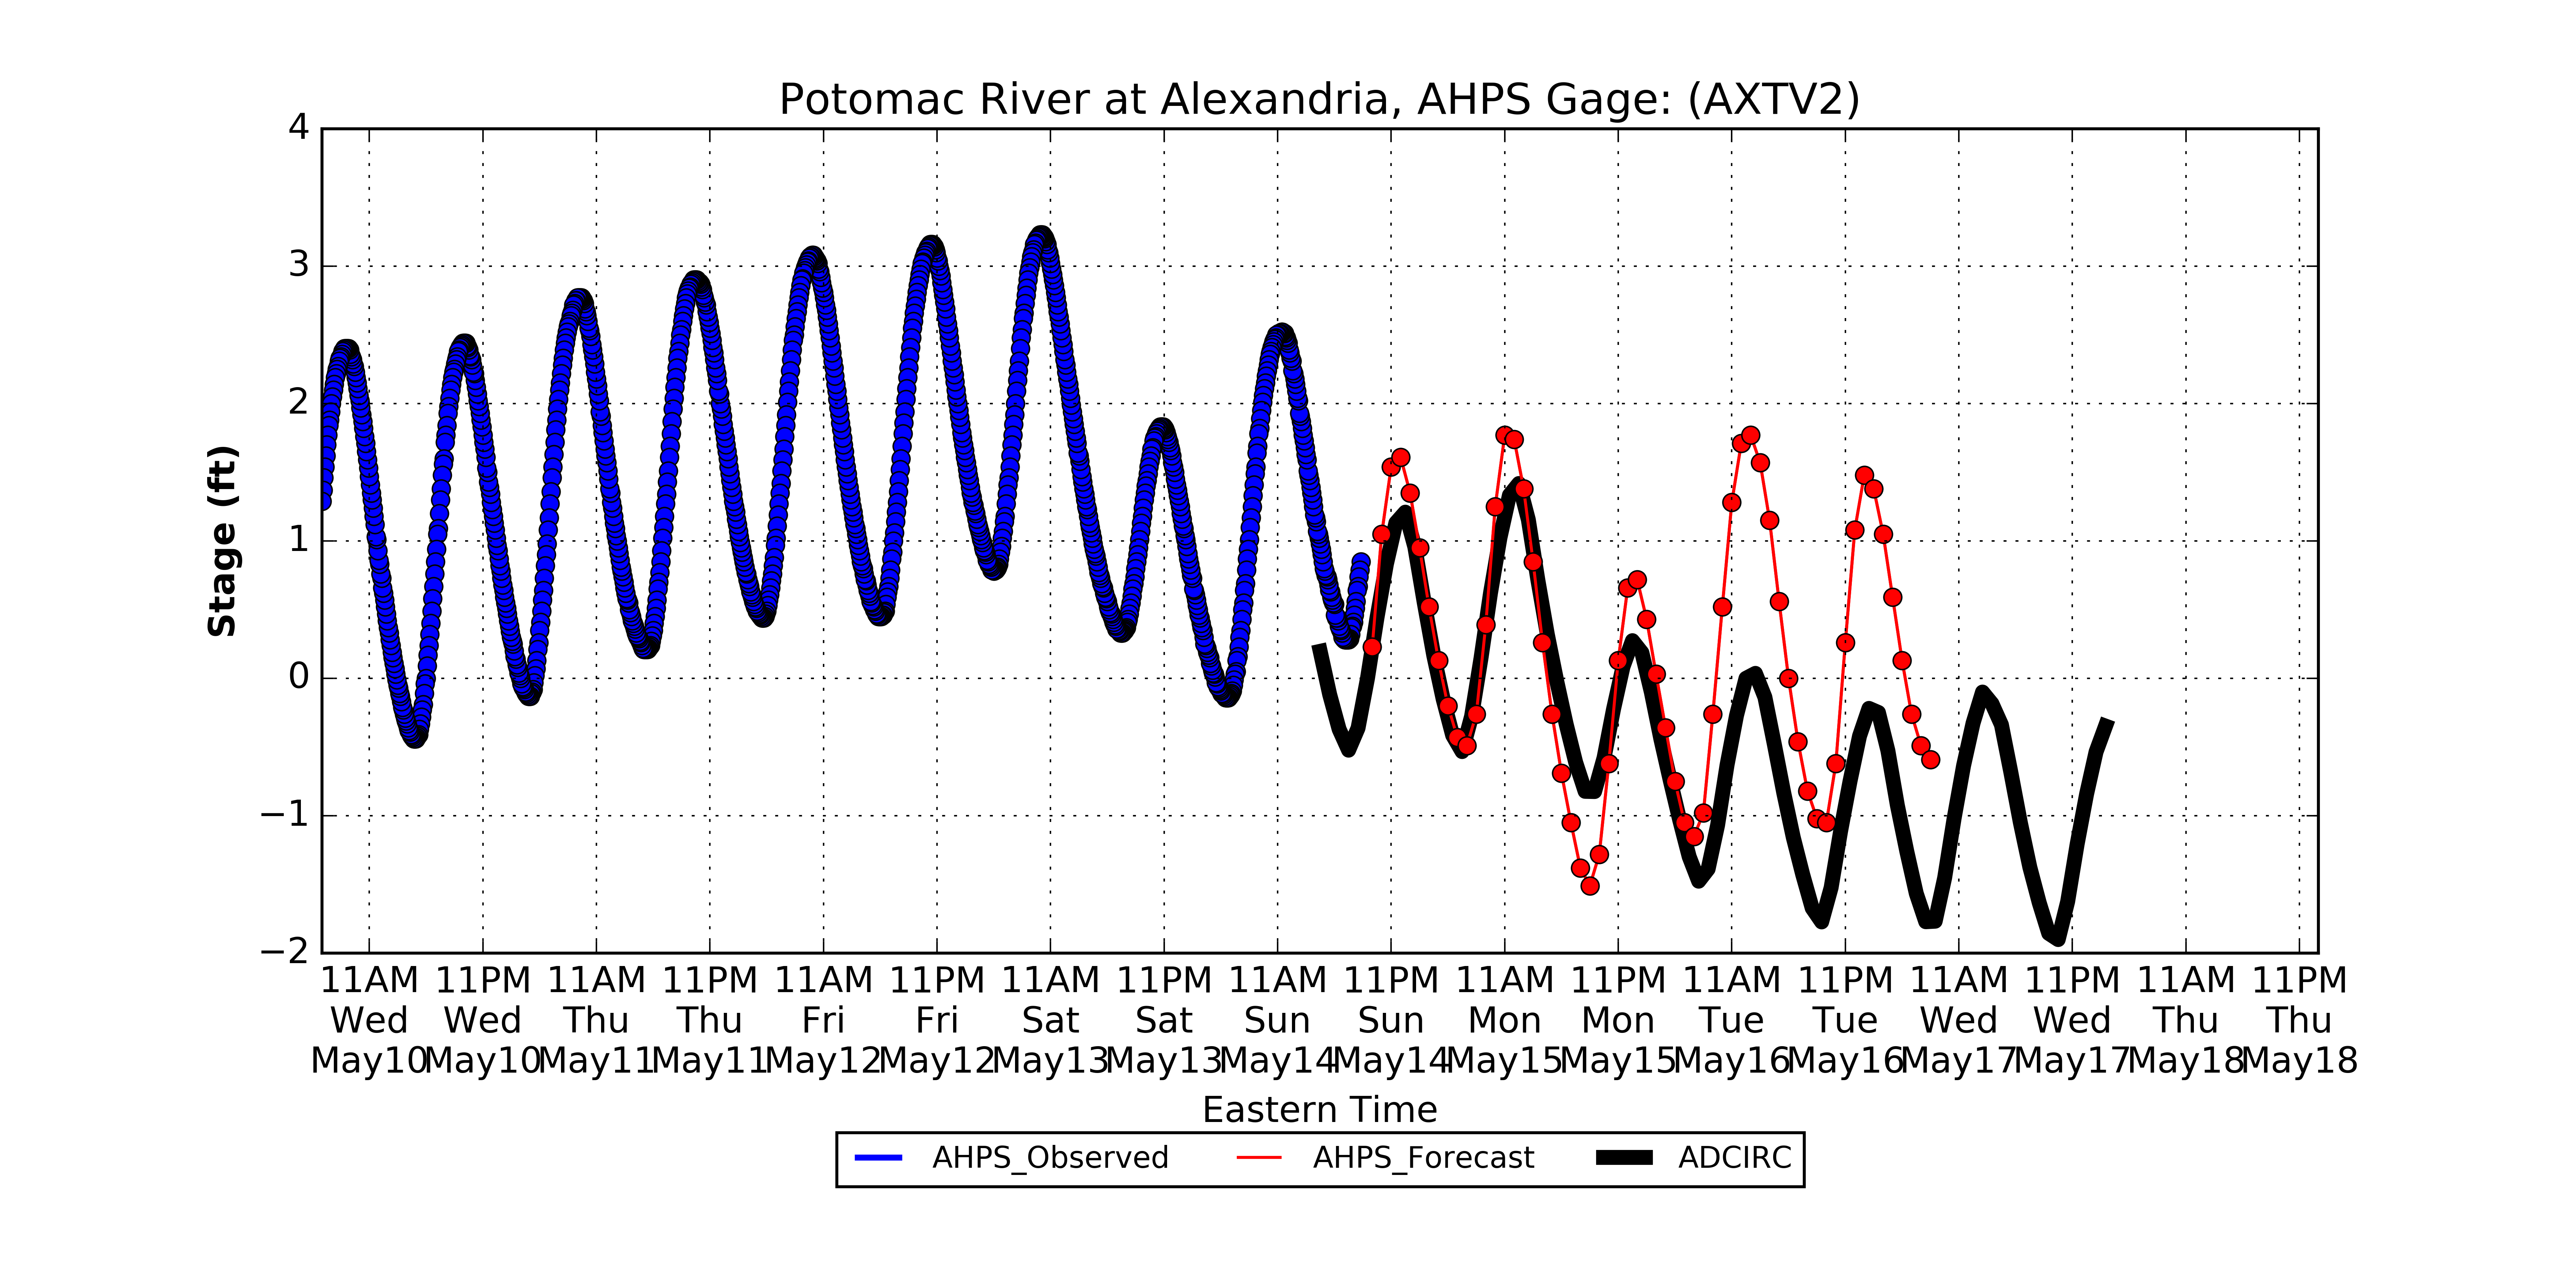 Potomac River at Alexandria, AHPS Gage: (AXTV2)
4
3
2
1
0
−1
−2
Stage (ft)
11AM 11PM 11AM 11PM 11AM 11PM 11AM 11PM 11AM 11PM 11AM 11PM 11AM 11PM 11AM 11PM 11AM 11PM
Wed Wed Thu Thu Fri Fri Sat Sat Sun Sun Mon Mon Tue Tue Wed Wed Thu Thu
May10 May10 May11 May11 May12 May12 May13 May13 May14 May14 May15 May15 May16 May16 May17 May17 May18 May18
Eastern Time
AHPS_Observed AHPS_Forecast ADCIRC